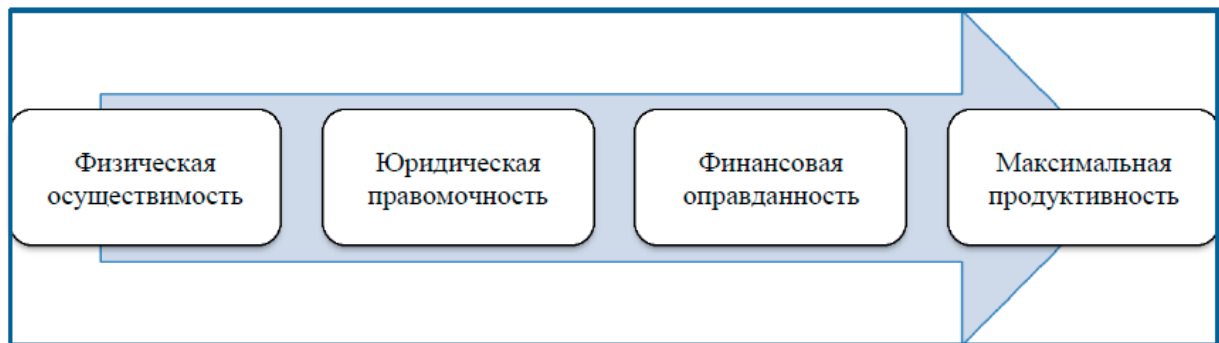 Физическая
осуществимость
Юридическая
правомочность
Финансовая
оправданность
Максимальная
продуктивность